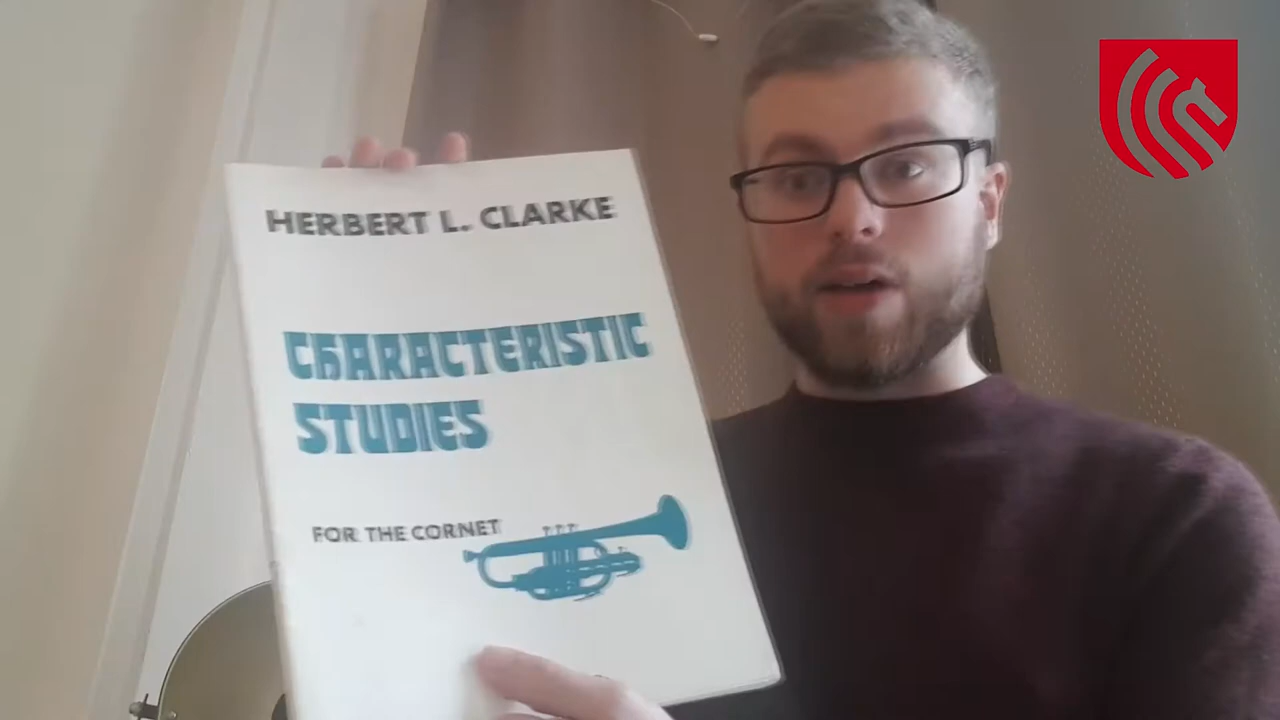 HERBERT L. CLARKE
CHARACTERISTIC
STUDIES
FOR THE CORNET